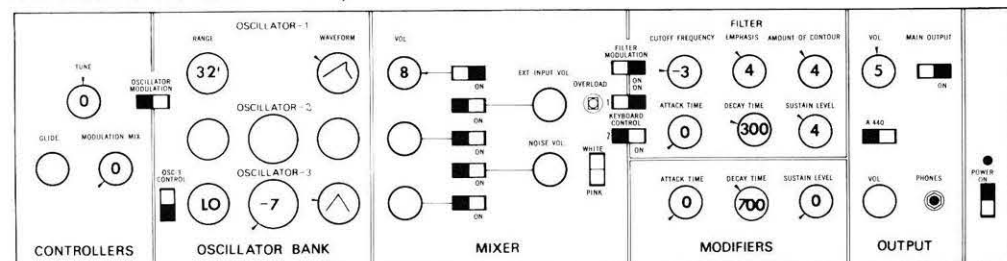 OSCILLATOR-1
RANGE
WAVEFORM
32'
TUNE
0
OSCILLATOR
MODULATION
ON
OSCILLATOR-2
GLIDE
MODULATION MIX
0
OSC-3
CONTROL
OSCILLATOR-3
LO
-7
CONTROLLERS
OSCILLATOR BANK
VOL
8
ON
ON
ON
ON
ON
EXT INPUT VOL
OVERLOAD
NOISE VOL
WHITE
PINK
MIXER
FILTER
FILTER
MODULATION
ON
ON
1
KEYBOARD
CONTROL
2
ON
CUTOFF FREQUENCY
EMPHASIS
AMOUNT OF CONTOUR
-3
4
4
ATTACK TIME
DECAY TIME
SUSTAIN LEVEL
0
300
4
ATTACK TIME
DECAY TIME
SUSTAIN LEVEL
0
700
0
MODIFIERS
VOL
MAIN OUTPUT
5
ON
A 440
VOL
PHONES
OUTPUT
POWER
ON